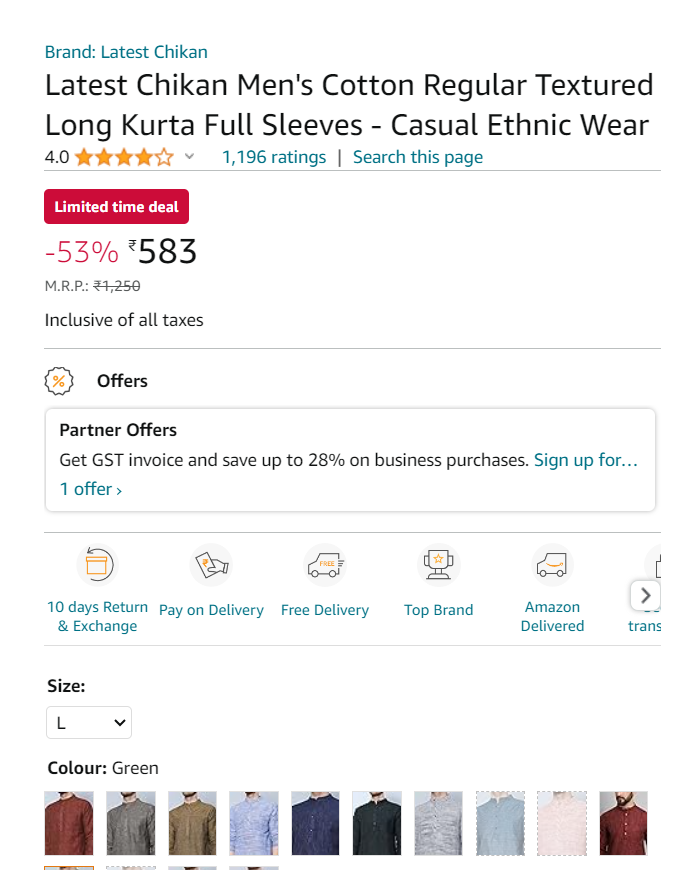 Brand: Latest Chikan
Latest Chikan Men's Cotton Regular Textured
Long Kurta Full Sleeves - Casual Ethnic Wear
4.0 1,196 ratings | Search this page
Limited time deal
-53% ₹583
M.R.P.: ₹1,250
Inclusive of all taxes
% Offers
Partner Offers
Get GST invoice and save up to 28% on business purchases. Sign up for…
1 offer ›
FREE
10 days Return Pay on Delivery Free Delivery Top Brand Amazon
& Exchange Delivered trans
Size:
L
Colour: Green